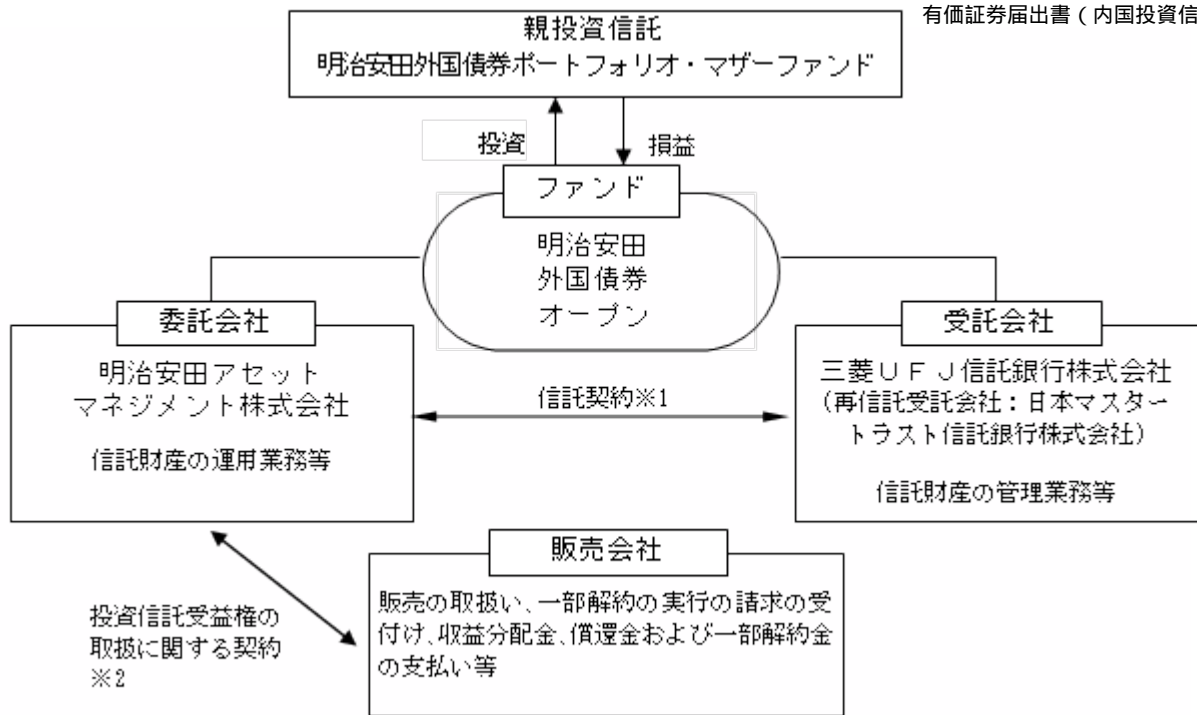 有価証券届出書（内国投資信
親投資信託
明治安田外国債券ポートフォリオ・マザーファンド
投資
損益
ファンド
明治安田
外国債券
オープン
委託会社
明治安田アセット
マネジメント株式会社
信託財産の運用業務等
信託契約※1
受託会社
三菱ＵＦＪ信託銀行株式会社
（再信託受託会社：日本マスター
トラスト信託銀行株式会社）
信託財産の管理業務等
投資信託受益権の
取扱に関する契約
※2
販売会社
販売の取扱い、一部解約の実行の請求の受
付け、収益分配金、償還金および一部解約金
の支払い等